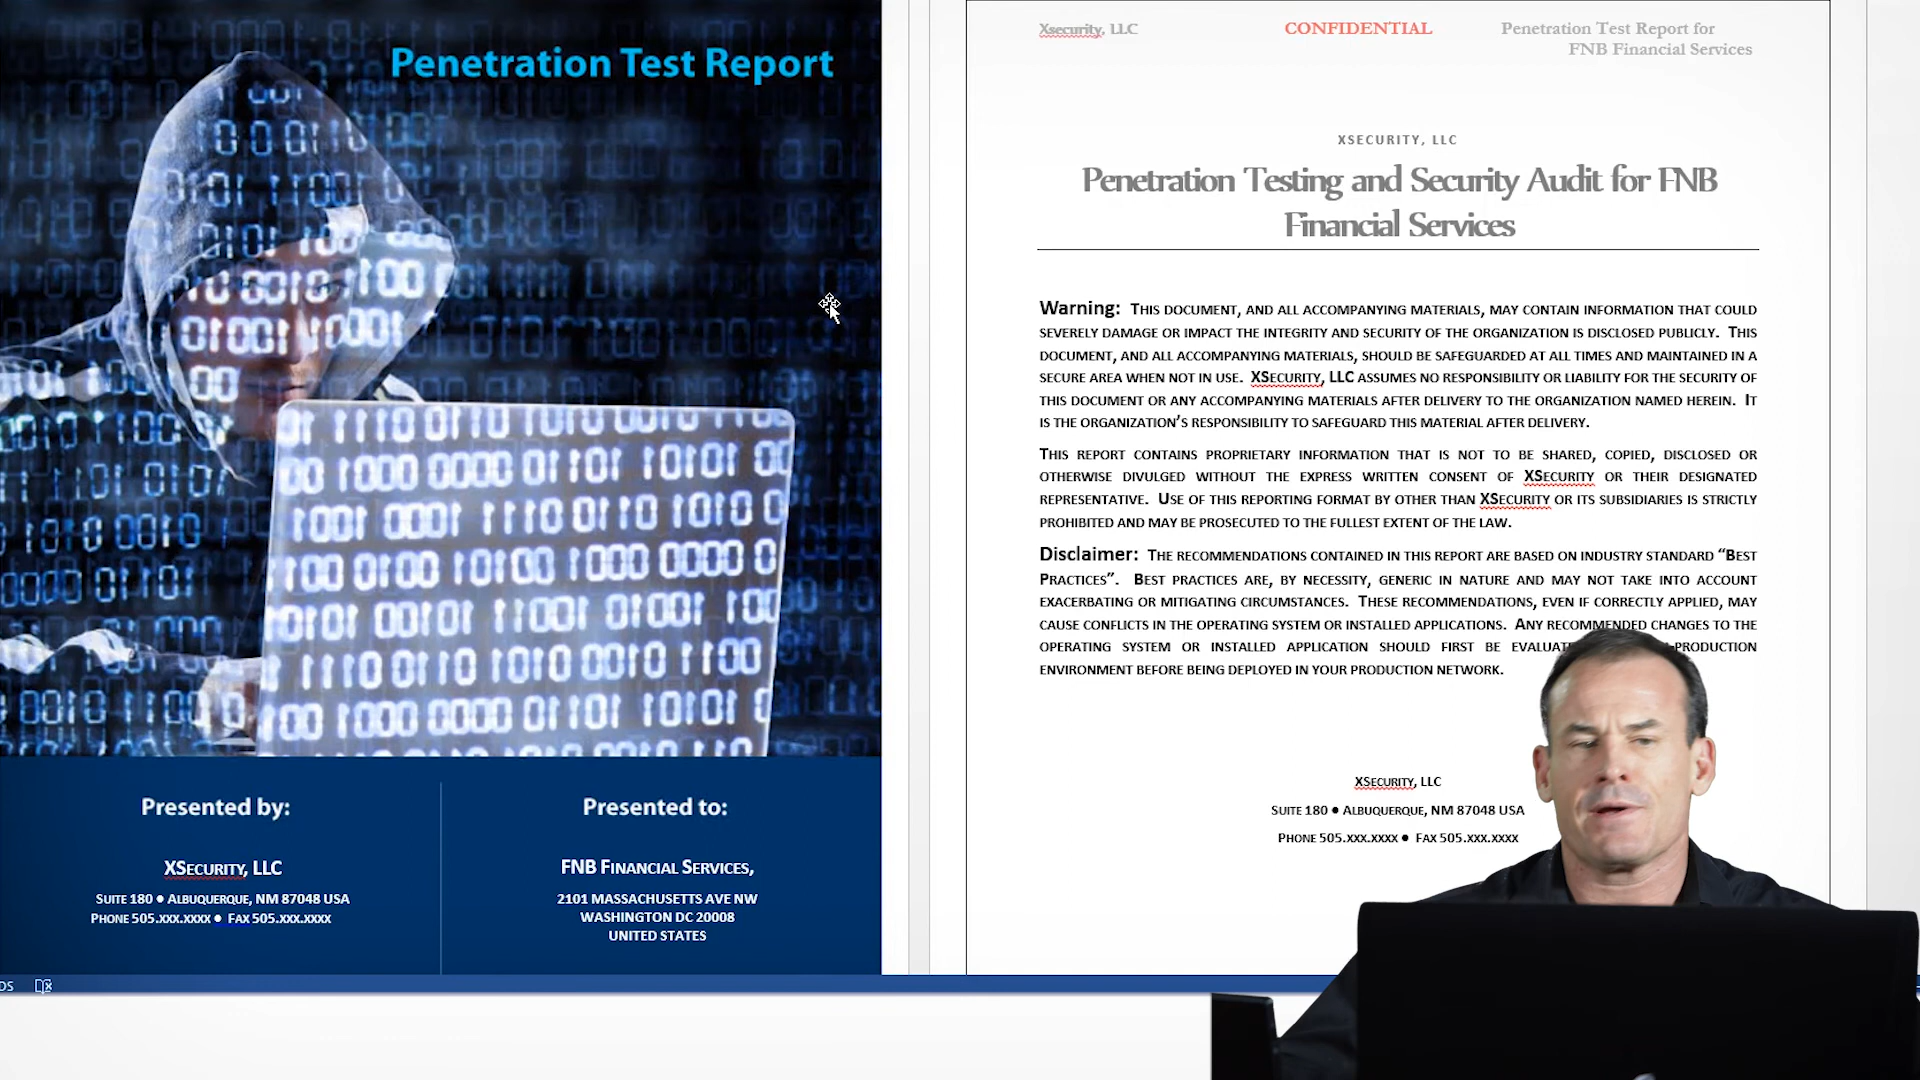 Penetration Test Report
Presented by:
XSECURITY, LLC
SUITE 180 ● ALBUQUERQUE, NM 87048 USA
PHONE 505.XXX.XXXX ● FAX 505.XXX.XXXX
Presented to:
FNB FINANCIAL SERVICES,
2101 MASSACHUSETTS AVE NW
WASHINGTON DC 20008
UNITED STATES
Xsecurity, LLC
CONFIDENTIAL
Penetration Test Report for
FNB Financial Services
XSECURITY, LLC
Penetration Testing and Security Audit for FNB
Financial Services
Warning: THIS DOCUMENT, AND ALL ACCOMPANYING MATERIALS, MAY CONTAIN INFORMATION THAT COULD
SEVERELY DAMAGE OR IMPACT THE INTEGRITY AND SECURITY OF THE ORGANIZATION IS DISCLOSED PUBLICLY. THIS
DOCUMENT, AND ALL ACCOMPANYING MATERIALS, SHOULD BE SAFEGUARDED AT ALL TIMES AND MAINTAINED IN A
SECURE AREA WHEN NOT IN USE. XSECURITY, LLC ASSUMES NO RESPONSIBILITY OR LIABILITY FOR THE SECURITY OF
THIS DOCUMENT OR ANY ACCOMPANYING MATERIALS AFTER DELIVERY TO THE ORGANIZATION NAMED HEREIN. IT
IS THE ORGANIZATION'S RESPONSIBILITY TO SAFEGUARD THIS MATERIAL AFTER DELIVERY.
THIS REPORT CONTAINS PROPRIETARY INFORMATION THAT IS NOT TO BE SHARED, COPIED, DISCLOSED OR
OTHERWISE DIVULGED WITHOUT THE EXPRESS WRITTEN CONSENT OF XSECURITY OR THEIR DESIGNATED
REPRESENTATIVE. USE OF THIS REPORTING FORMAT BY OTHER THAN XSECURITY OR ITS SUBSIDIARIES IS STRICTLY
PROHIBITED AND MAY BE PROSECUTED TO THE FULLEST EXTENT OF THE LAW.
Disclaimer: THE RECOMMENDATIONS CONTAINED IN THIS REPORT ARE BASED ON INDUSTRY STANDARD “BEST
PRACTICES”. BEST PRACTICES ARE, BY NECESSITY, GENERIC IN NATURE AND MAY NOT TAKE INTO ACCOUNT
EXACERBATING OR MITIGATING CIRCUMSTANCES. THESE RECOMMENDATIONS, EVEN IF CORRECTLY APPLIED, MAY
CAUSE CONFLICTS IN THE OPERATING SYSTEM OR INSTALLED APPLICATIONS. ANY RECOMMENDED CHANGES TO THE
OPERATING SYSTEM OR INSTALLED APPLICATION SHOULD FIRST BE PRODUCTION
ENVIRONMENT BEFORE BEING DEPLOYED IN YOUR PRODUCTION NETWORK.
XSECURITY, LLC
SUITE 180 ● ALBUQUERQUE, NM 87048 USA
PHONE 505.XXX.XXXX ● FAX 505.XXX.XXXX